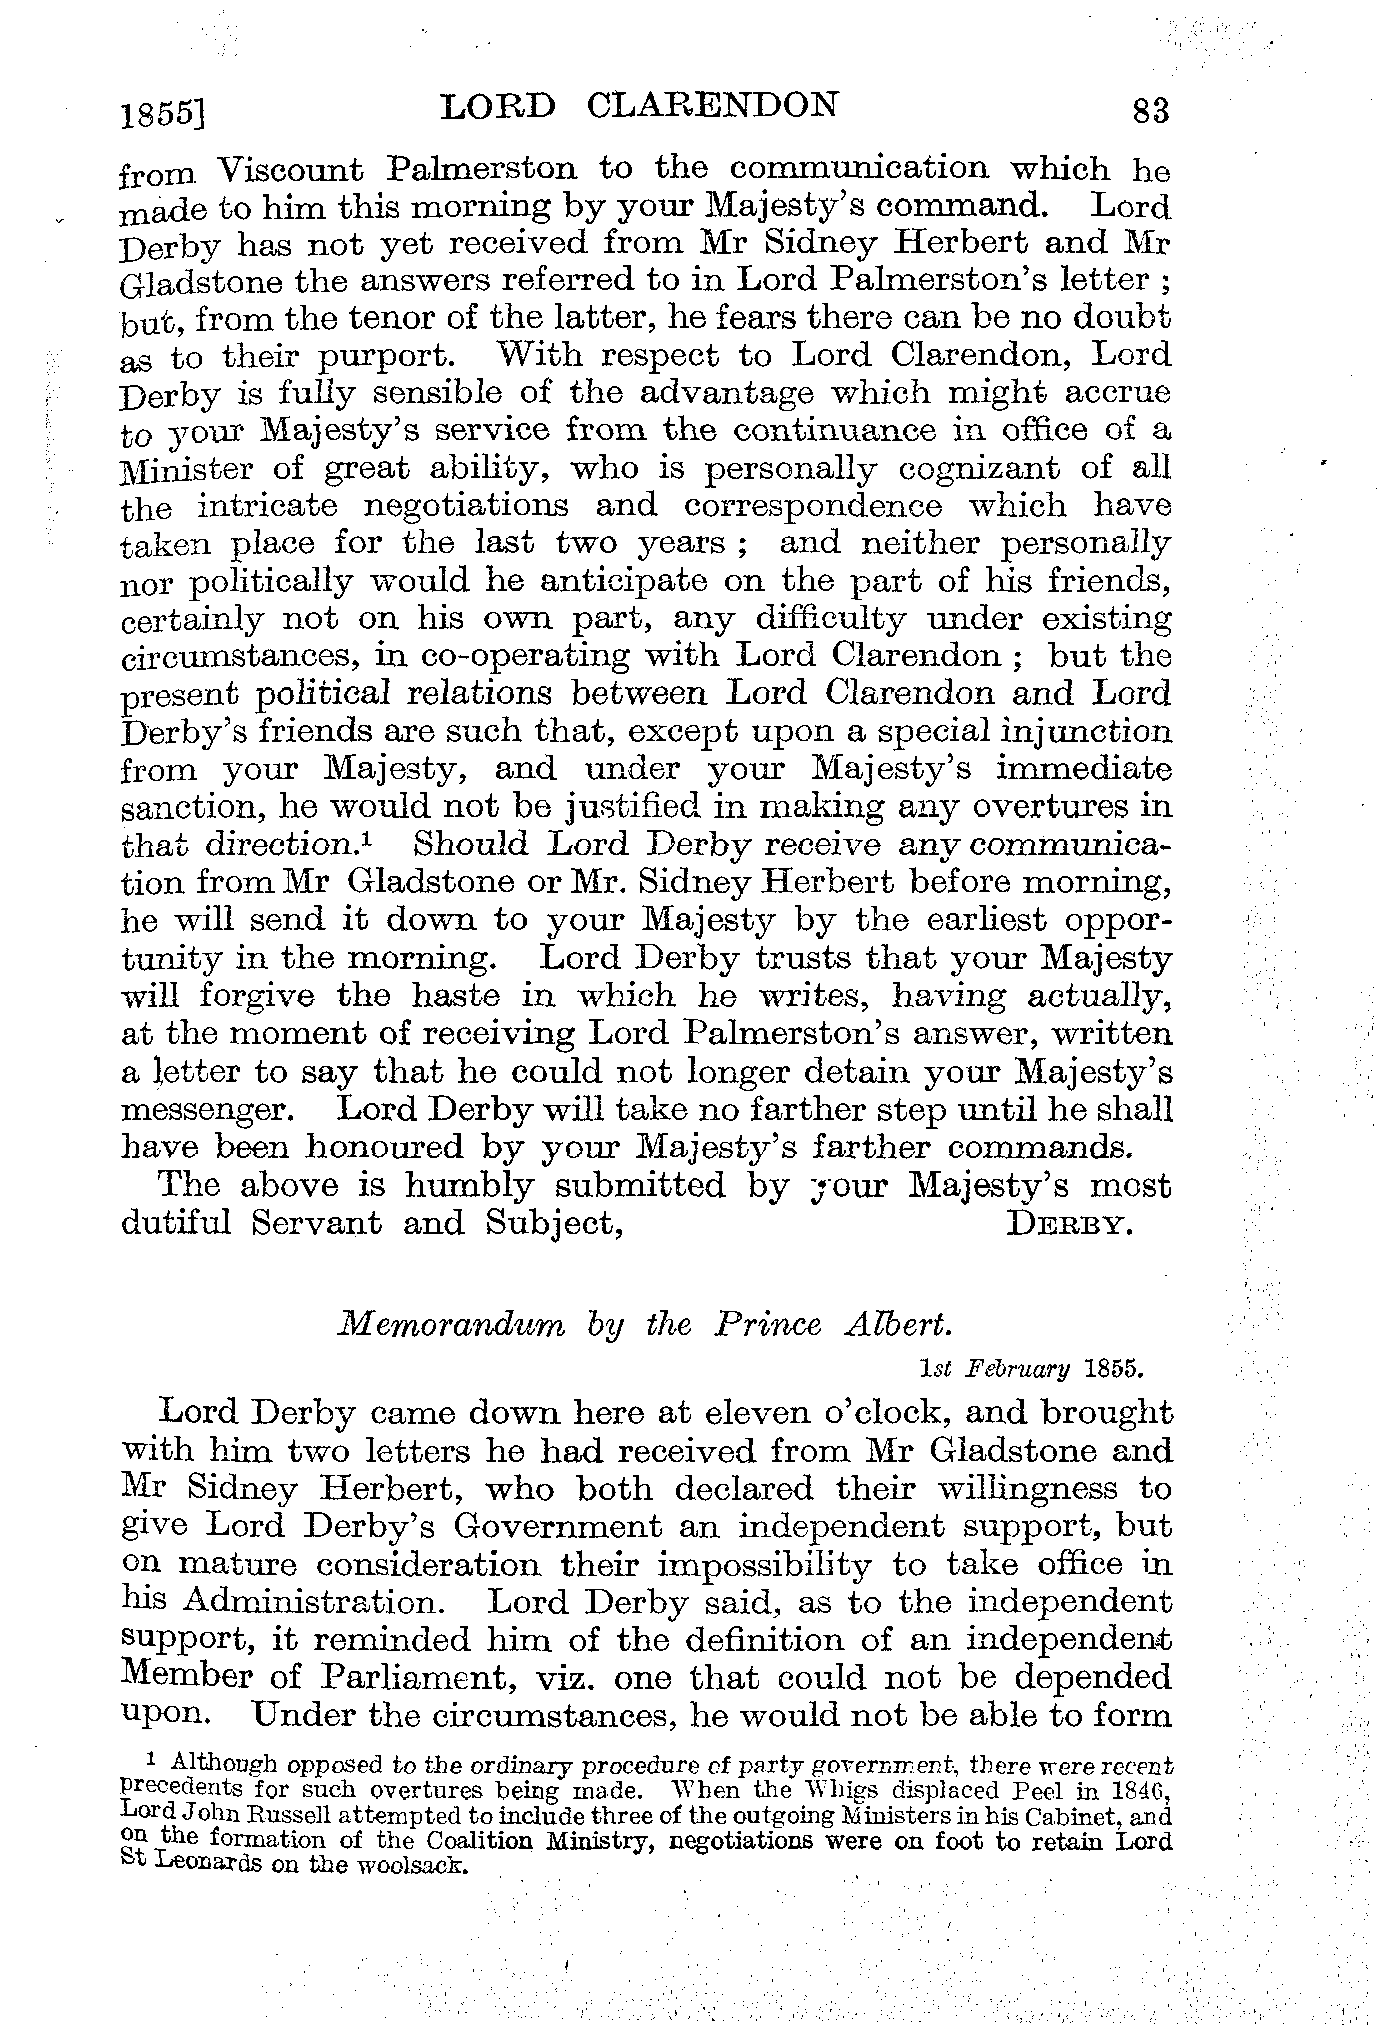 1855] LORD CLARENDON 83
from Viscount Palmerston to the communication which he
made to him this morning by your Majesty's command. Lord
Derby has not yet received from Mr Sidney Herbert and Mr
Gladstone the answers referred to in Lord Palmerston's letter ;
but, from the tenor of the latter, he fears there can be no doubt
as to their purport. With respect to Lord Clarendon, Lord
Derby is fully sensible of the advantage which might accrue
to your Majesty's service from the continuance in office of a
Minister of great ability, who is personally cognizant of all
the intricate negotiations and correspondence which have
taken place for the last two years ; and neither personally
nor politically would he anticipate on the part of his friends,
certainly not on his own part, any difficulty under existing
circumstances, in co-operating with Lord Clarendon ; but the
present political relations between Lord Clarendon and Lord
Derby's friends are such that, except upon a special injunction
from your Majesty, and under your Majesty's immediate
sanction, he would not be justified in making any overtures in
that direction.¹ Should Lord Derby receive any communica-
tion from Mr Gladstone or Mr. Sidney Herbert before morning,
he will send it down to your Majesty by the earliest oppor-
tunity in the morning. Lord Derby trusts that your Majesty
will forgive the haste in which he writes, having actually,
at the moment of receiving Lord Palmerston's answer, written
a letter to say that he could not longer detain your Majesty's
messenger. Lord Derby will take no farther step until he shall
have been honoured by your Majesty's farther commands.
The above is humbly submitted by your Majesty's most
dutiful Servant and Subject, DERBY.
Memorandum by the Prince Albert.
1st February 1855.
Lord Derby came down here at eleven o'clock, and brought
with him two letters he had received from Mr Gladstone and
Mr Sidney Herbert, who both declared their willingness to
give Lord Derby's Government an independent support, but
on mature consideration their impossibility to take office in
his Administration. Lord Derby said, as to the independent
support, it reminded him of the definition of an independent
Member of Parliament, viz. one that could not be depended
upon. Under the circumstances, he would not be able to form
¹ Although opposed to the ordinary procedure of party government, there were recent
precedents for such overtures being made. When the Whigs displaced Peel in 1846,
Lord John Russell attempted to include three of the outgoing Ministers in his Cabinet, and
on the formation of the Coalition Ministry, negotiations were on foot to retain Lord
St Leonards on the woolsack.